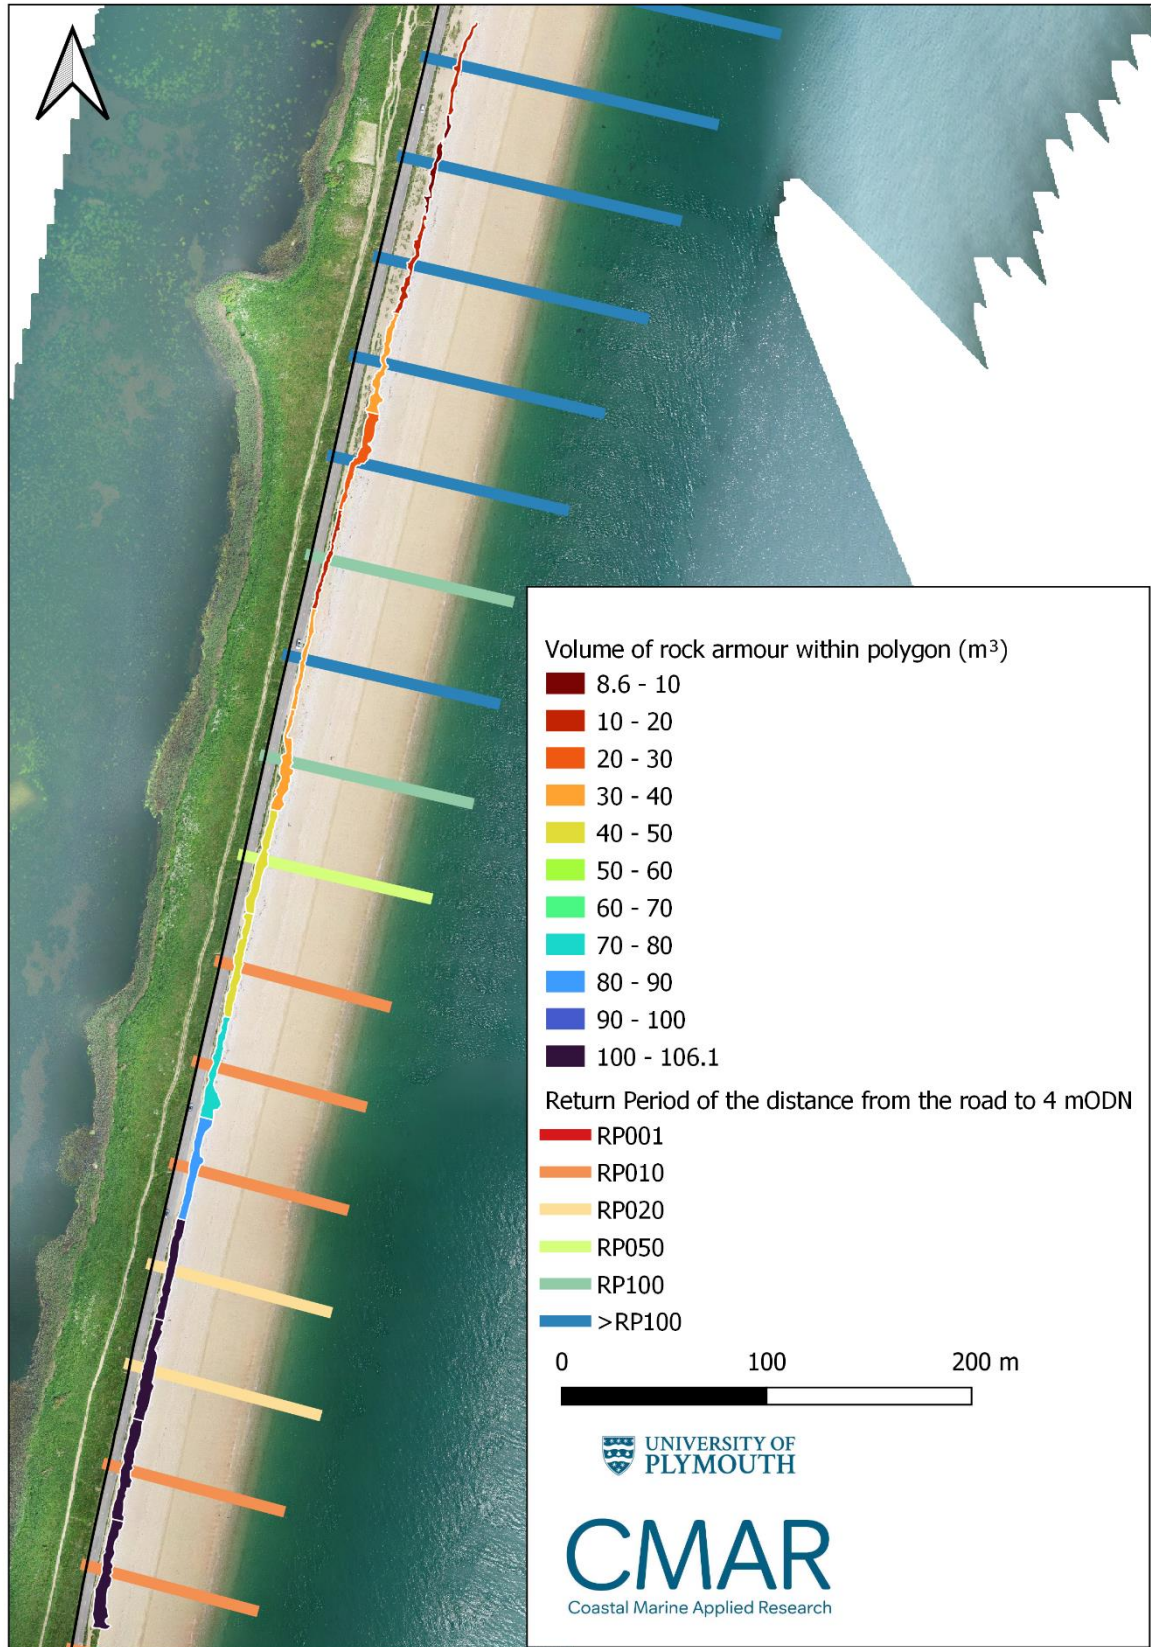 Volume of rock armour within polygon (m³)
8.6 - 10
10 - 20
20 - 30
30 - 40
40 - 50
50 - 60
60 - 70
70 - 80
80 - 90
90 - 100
100 - 106.1
Return Period of the distance from the road to 4 mODN
RP001
RP010
RP020
RP050
RP100
>RP100
0 100 200 m
UNIVERSITY OF
PLYMOUTH
CMAR
Coastal Marine Applied Research